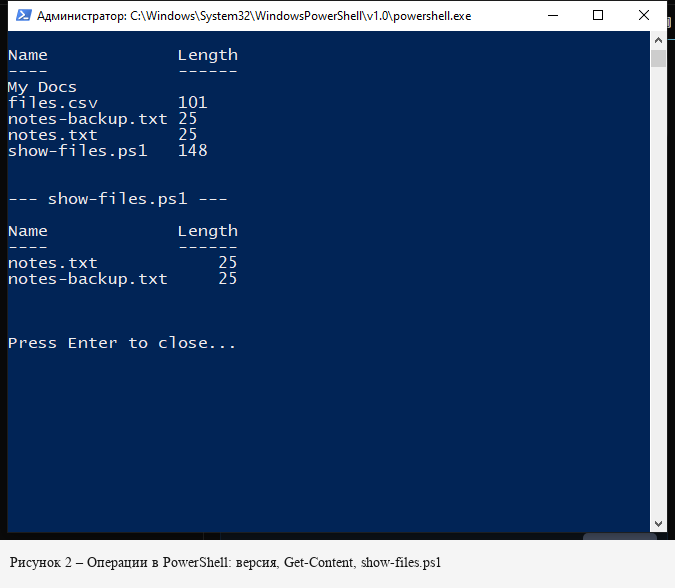 Администратор: C:\Windows\System32\WindowsPowerShell\v1.0\powershell.exe
Name             Length
----             ------
My Docs
files.csv        101
notes-backup.txt 25
notes.txt        25
show-files.ps1   148
--- show-files.ps1 ---
Name             Length
----             ------
notes.txt            25
notes-backup.txt     25
Press Enter to close...
Рисунок 2 – Операции в PowerShell: версия, Get-Content, show-files.ps1